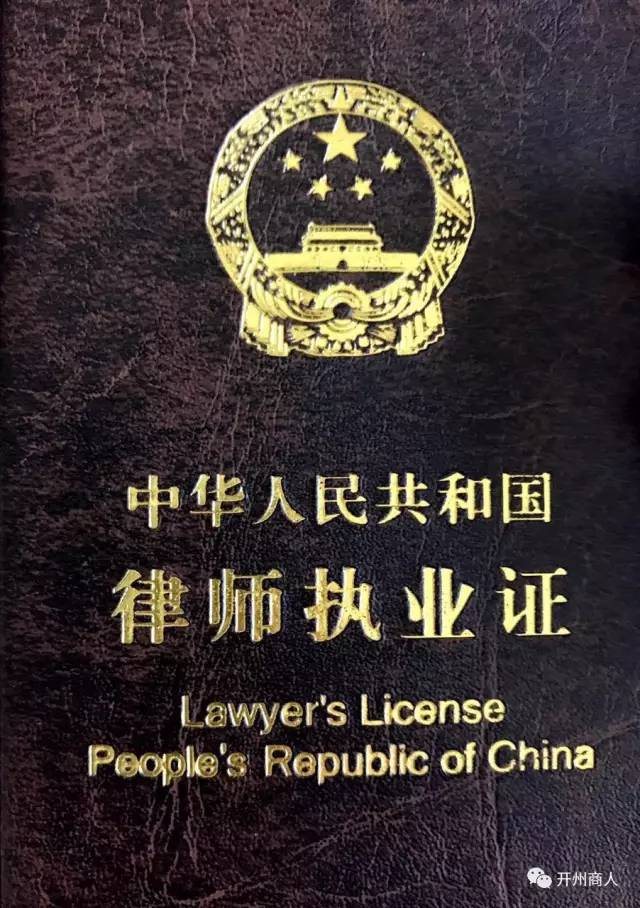 中华人民共和国
律师执业证
Lawyer's License
People's Republic of China
开州商人